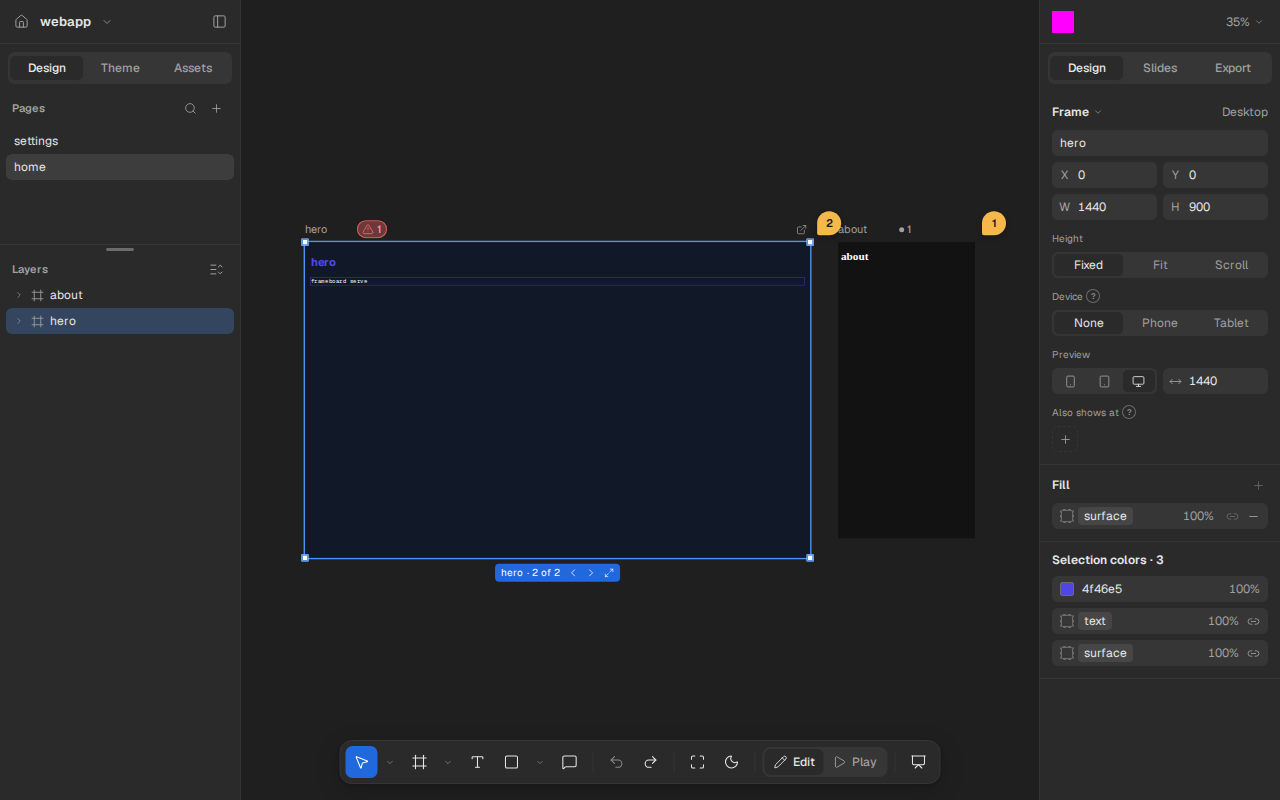 webapp
Design Theme Assets
Pages
settings
home
Layers
about
hero
hero 1 2 about 1 1
hero
frameboard serve
about
hero · 2 of 2
Edit Play
35%
Design Slides Export
Frame Desktop
hero
X 0 Y 0
W 1440 H 900
Height
Fixed Fit Scroll
Device ?
None Phone Tablet
Preview
1440
Also shows at ?
Fill
surface 100%
Selection colors · 3
4f46e5 100%
text 100%
surface 100%